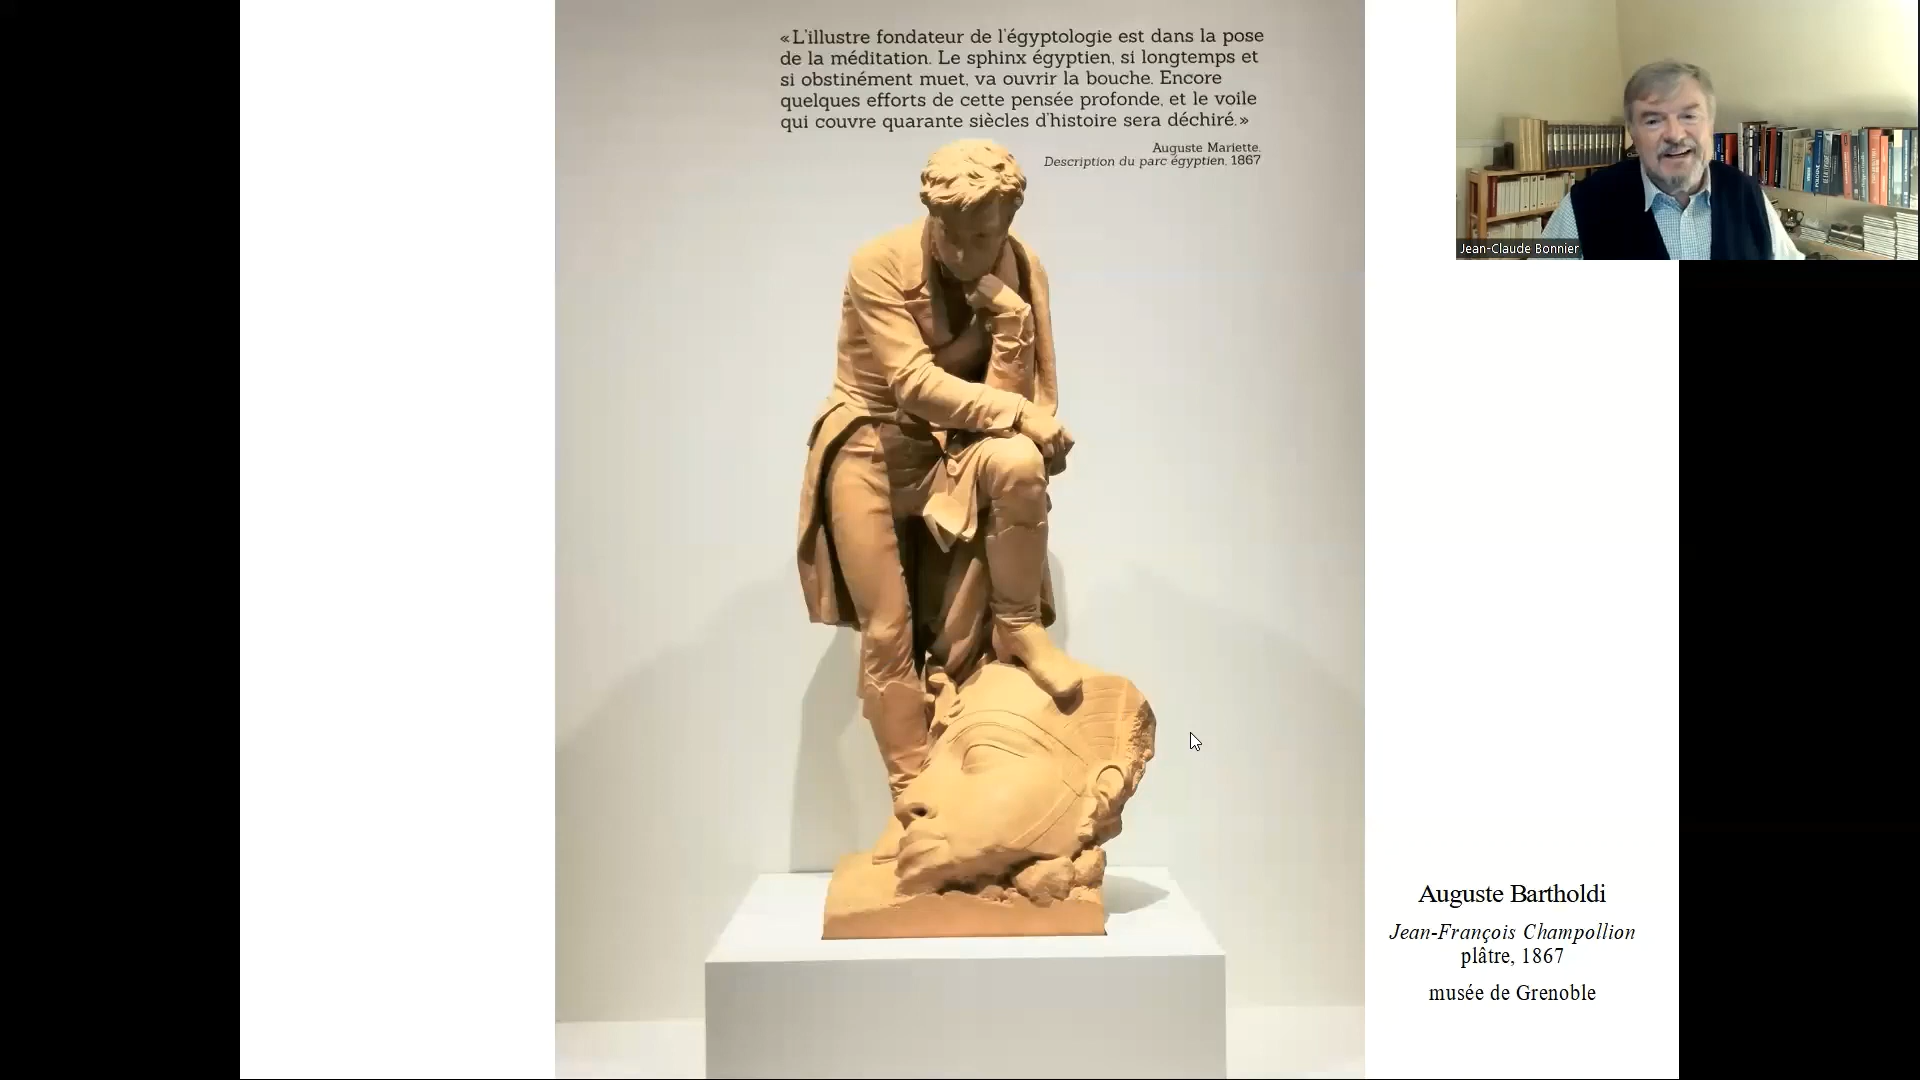 «L'illustre fondateur de l'égyptologie est dans la pose
de la méditation. Le sphinx égyptien, si longtemps et
si obstinément muet, va ouvrir la bouche. Encore
quelques efforts de cette pensée profonde, et le voile
qui couvre quarante siècles d'histoire sera déchiré.»
Auguste Mariette.
Description du parc égyptien, 1867
Jean-Claude Bonnier
Auguste Bartholdi
Jean-François Champollion
plâtre, 1867
musée de Grenoble